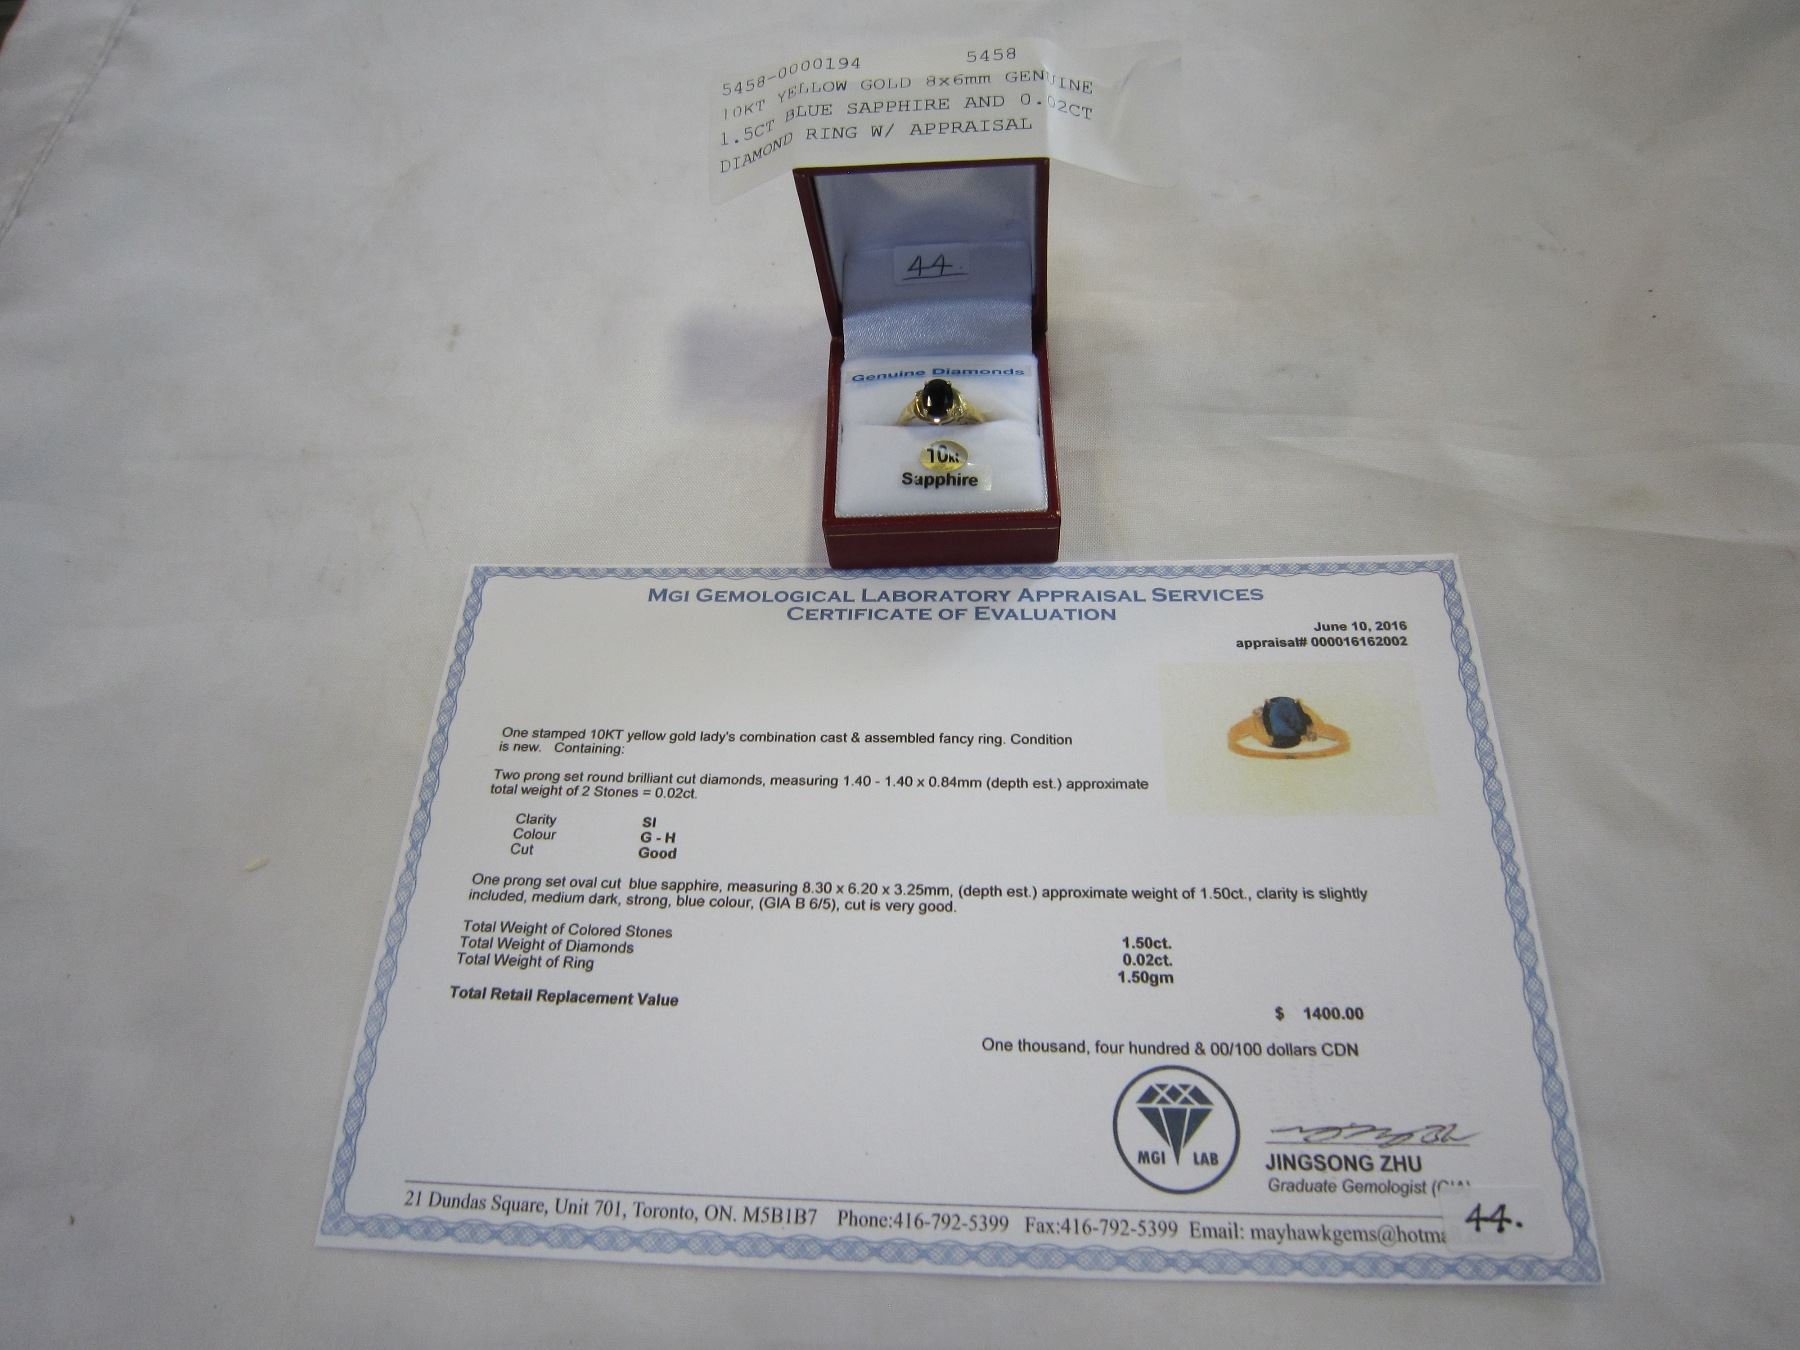 5458-0000194 5458
10KT YELLOW GOLD 8x6mm GENUINE
1.5CT BLUE SAPPHIRE AND 0.02CT
DIAMOND RING W/ APPRAISAL
44.
Genuine Diamonds
10kt
Sapphire
MGI GEMOLOGICAL LABORATORY APPRAISAL SERVICES
CERTIFICATE OF EVALUATION
June 10, 2016
appraisal# 000016162002
One stamped 10KT yellow gold lady's combination cast & assembled fancy ring. Condition
is new. Containing:
Two prong set round brilliant cut diamonds, measuring 1.40 - 1.40 x 0.84mm (depth est.) approximate
total weight of 2 Stones = 0.02ct.
Clarity SI
Colour G - H
Cut Good
One prong set oval cut blue sapphire, measuring 8.30 x 6.20 x 3.25mm, (depth est.) approximate weight of 1.50ct., clarity is slightly
included, medium dark, strong, blue colour, (GIA B 6/5), cut is very good.
Total Weight of Colored Stones 1.50ct.
Total Weight of Diamonds 0.02ct.
Total Weight of Ring 1.50gm
Total Retail Replacement Value $ 1400.00
One thousand, four hundred & 00/100 dollars CDN
MGI LAB
JINGSONG ZHU
Graduate Gemologist
21 Dundas Square, Unit 701, Toronto, ON. M5B1B7 Phone:416-792-5399 Fax:416-792-5399 Email: mayhawkgems@hotma
44.